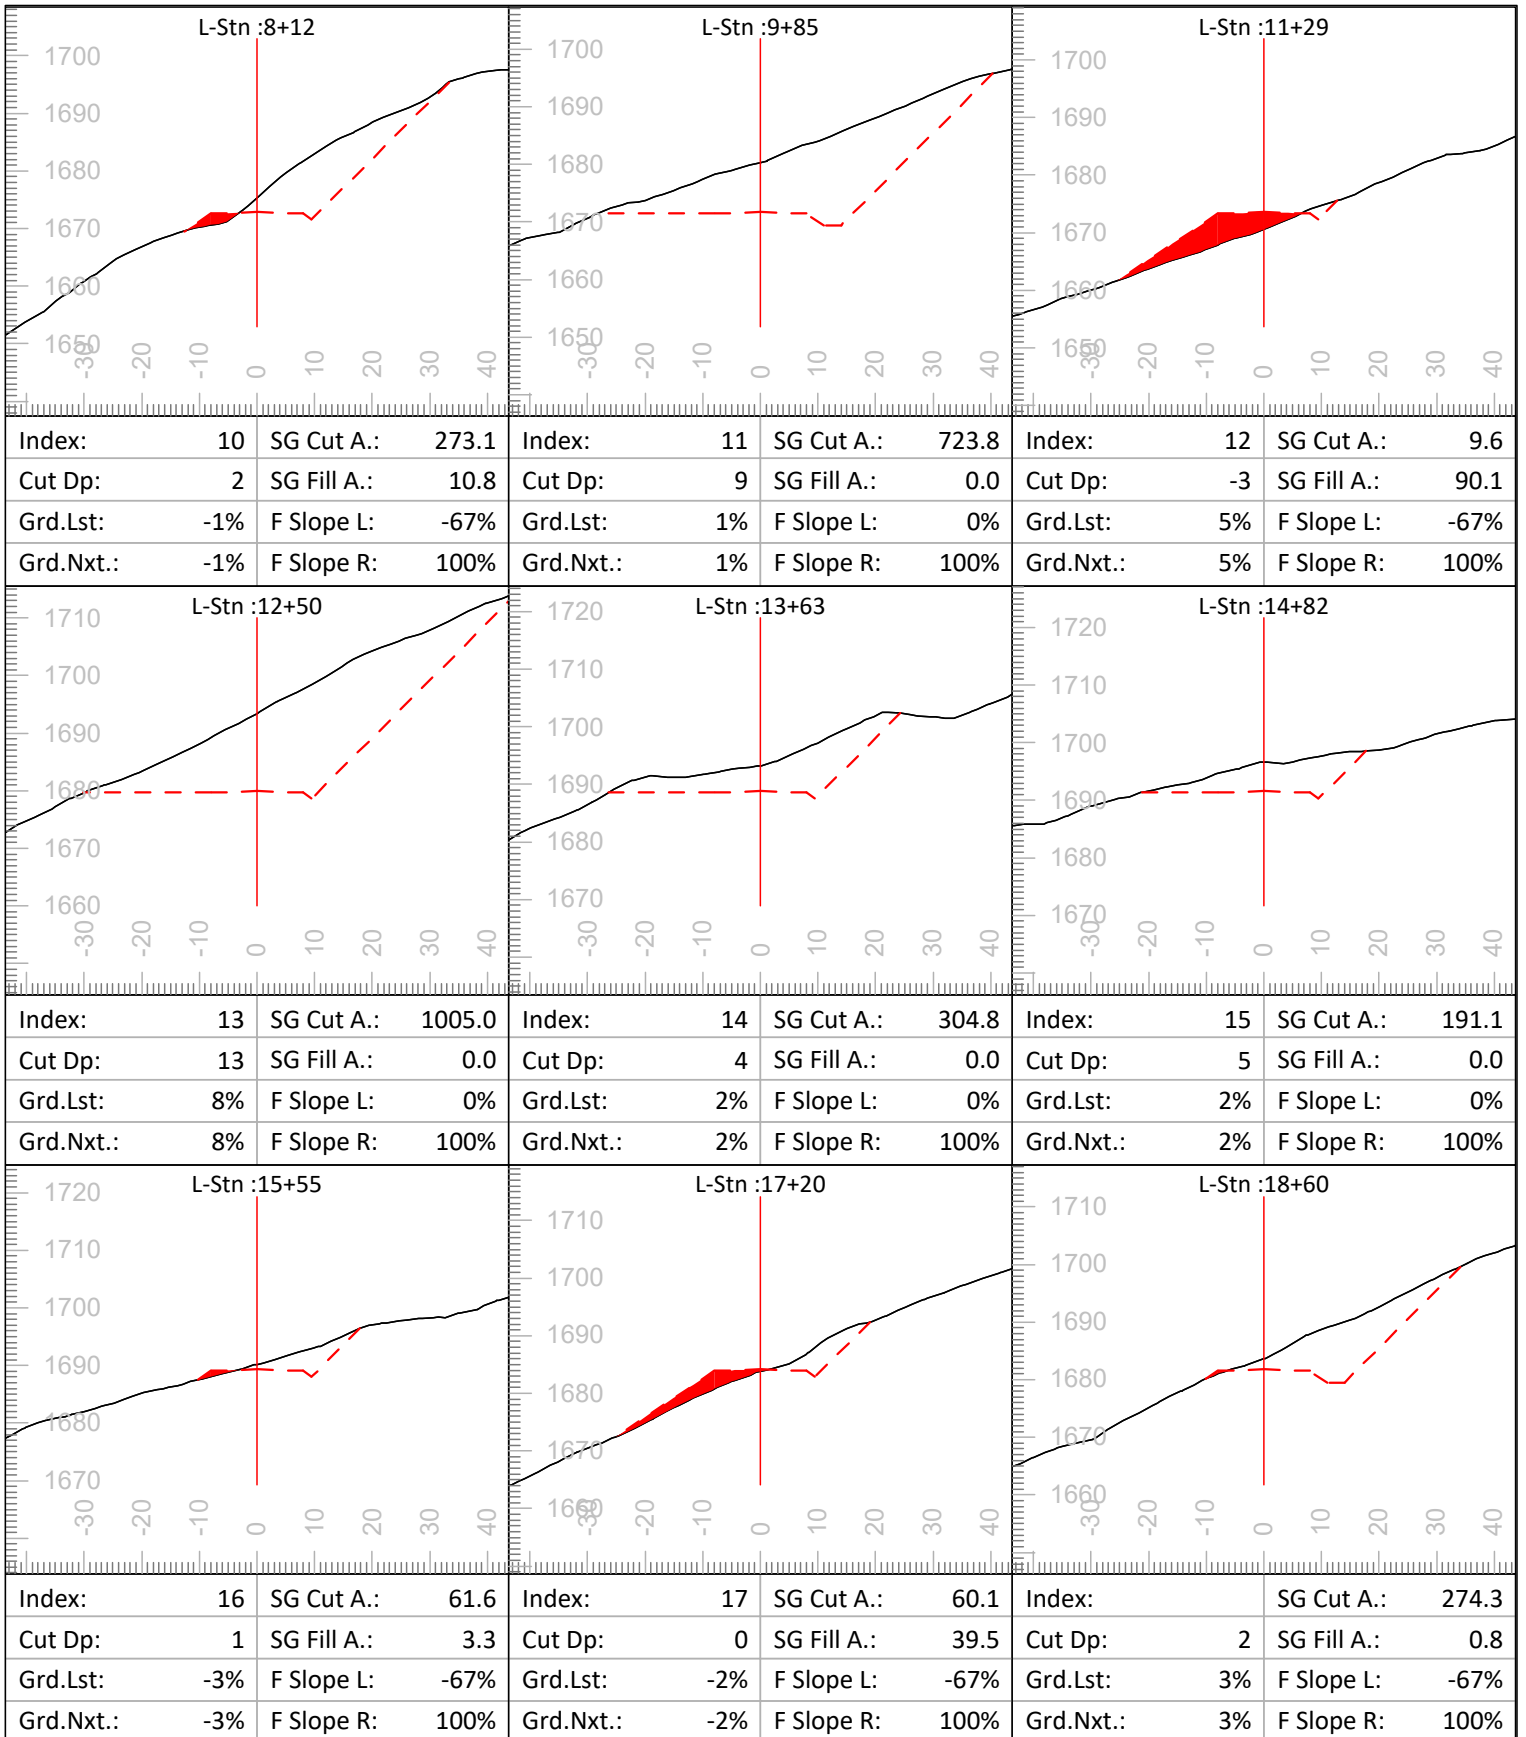 L-Stn :8+12
1700
1690
1680
1670
1660
1650
-30 -20 -10 0 10 20 30 40
Index: 10 SG Cut A.: 273.1
Cut Dp: 2 SG Fill A.: 10.8
Grd.Lst: -1% F Slope L: -67%
Grd.Nxt.: -1% F Slope R: 100%
L-Stn :9+85
1700
1690
1680
1670
1660
1650
-30 -20 -10 0 10 20 30 40
Index: 11 SG Cut A.: 723.8
Cut Dp: 9 SG Fill A.: 0.0
Grd.Lst: 1% F Slope L: 0%
Grd.Nxt.: 1% F Slope R: 100%
L-Stn :11+29
1700
1690
1680
1670
1660
1650
-30 -20 -10 0 10 20 30 40
Index: 12 SG Cut A.: 9.6
Cut Dp: -3 SG Fill A.: 90.1
Grd.Lst: 5% F Slope L: -67%
Grd.Nxt.: 5% F Slope R: 100%
L-Stn :12+50
1710
1700
1690
1680
1670
1660
-30 -20 -10 0 10 20 30 40
Index: 13 SG Cut A.: 1005.0
Cut Dp: 13 SG Fill A.: 0.0
Grd.Lst: 8% F Slope L: 0%
Grd.Nxt.: 8% F Slope R: 100%
L-Stn :13+63
1720
1710
1700
1690
1680
1670
-30 -20 -10 0 10 20 30 40
Index: 14 SG Cut A.: 304.8
Cut Dp: 4 SG Fill A.: 0.0
Grd.Lst: 2% F Slope L: 0%
Grd.Nxt.: 2% F Slope R: 100%
L-Stn :14+82
1720
1710
1700
1690
1680
1670
-30 -20 -10 0 10 20 30 40
Index: 15 SG Cut A.: 191.1
Cut Dp: 5 SG Fill A.: 0.0
Grd.Lst: 2% F Slope L: 0%
Grd.Nxt.: 2% F Slope R: 100%
L-Stn :15+55
1720
1710
1700
1690
1680
1670
-30 -20 -10 0 10 20 30 40
Index: 16 SG Cut A.: 61.6
Cut Dp: 1 SG Fill A.: 3.3
Grd.Lst: -3% F Slope L: -67%
Grd.Nxt.: -3% F Slope R: 100%
L-Stn :17+20
1710
1700
1690
1680
1670
1660
-30 -20 -10 0 10 20 30 40
Index: 17 SG Cut A.: 60.1
Cut Dp: 0 SG Fill A.: 39.5
Grd.Lst: -2% F Slope L: -67%
Grd.Nxt.: -2% F Slope R: 100%
L-Stn :18+60
1710
1700
1690
1680
1670
1660
-30 -20 -10 0 10 20 30 40
Index: SG Cut A.: 274.3
Cut Dp: 2 SG Fill A.: 0.8
Grd.Lst: 3% F Slope L: -67%
Grd.Nxt.: 3% F Slope R: 100%